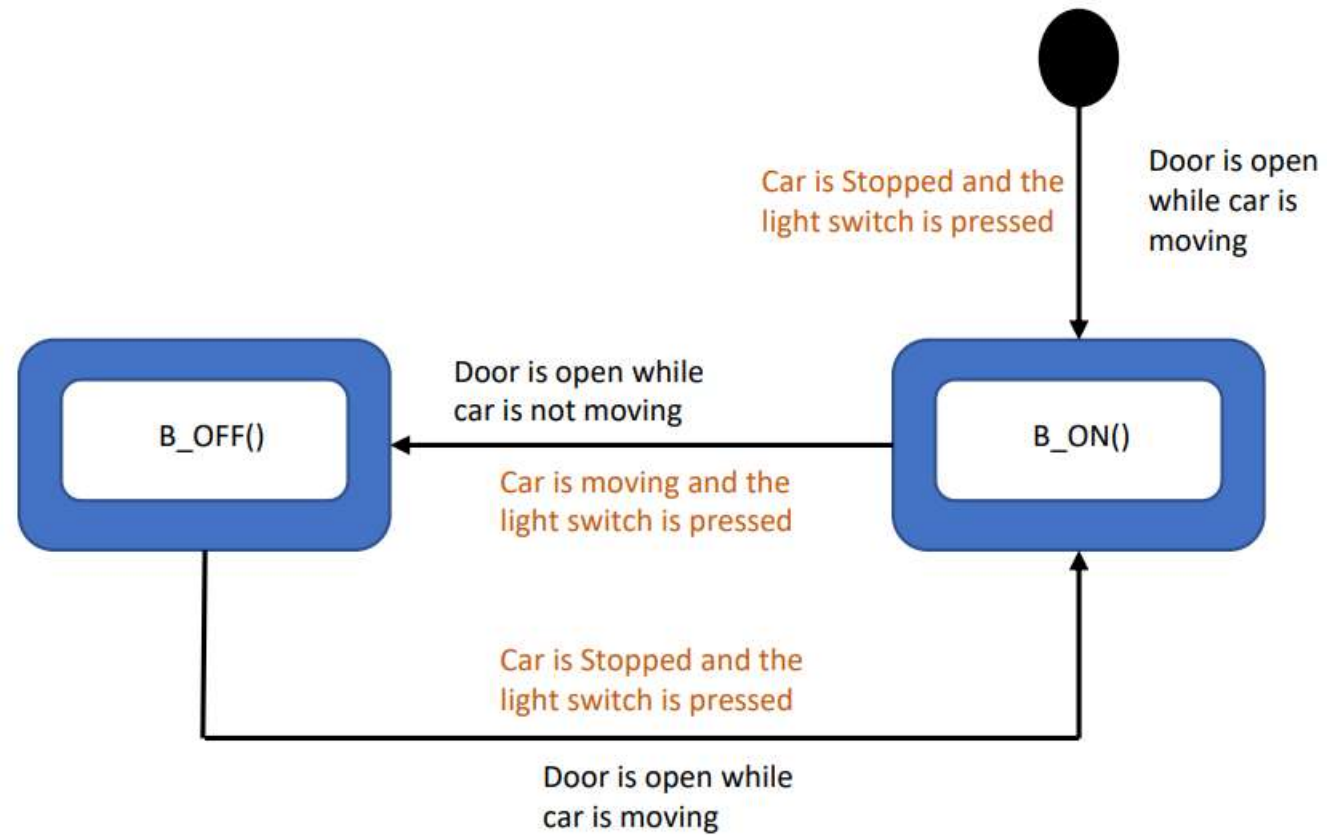 Car is Stopped and the
light switch is pressed
Door is open
while car is
moving
Door is open while
car is not moving
B_OFF()
B_ON()
Car is moving and the
light switch is pressed
Car is Stopped and the
light switch is pressed
Door is open while
car is moving